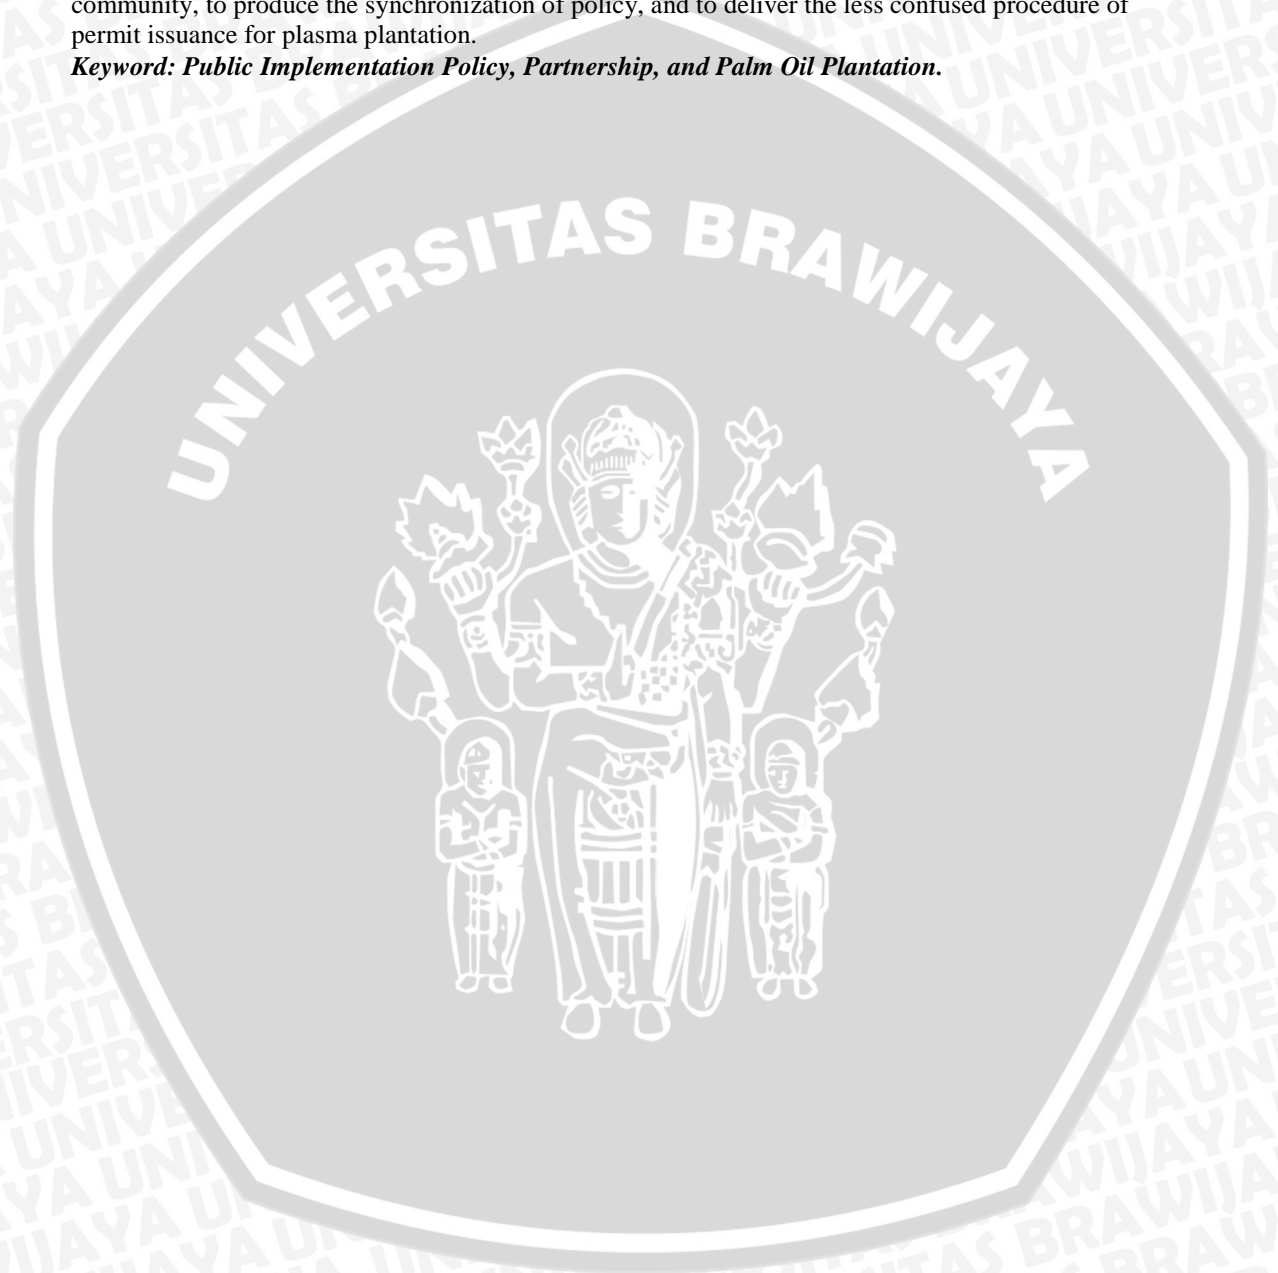 community, to produce the synchronization of policy, and to deliver the less confused procedure of
permit issuance for plasma plantation.
Keyword: Public Implementation Policy, Partnership, and Palm Oil Plantation.
UNIVERSITAS BRAWIJAYA